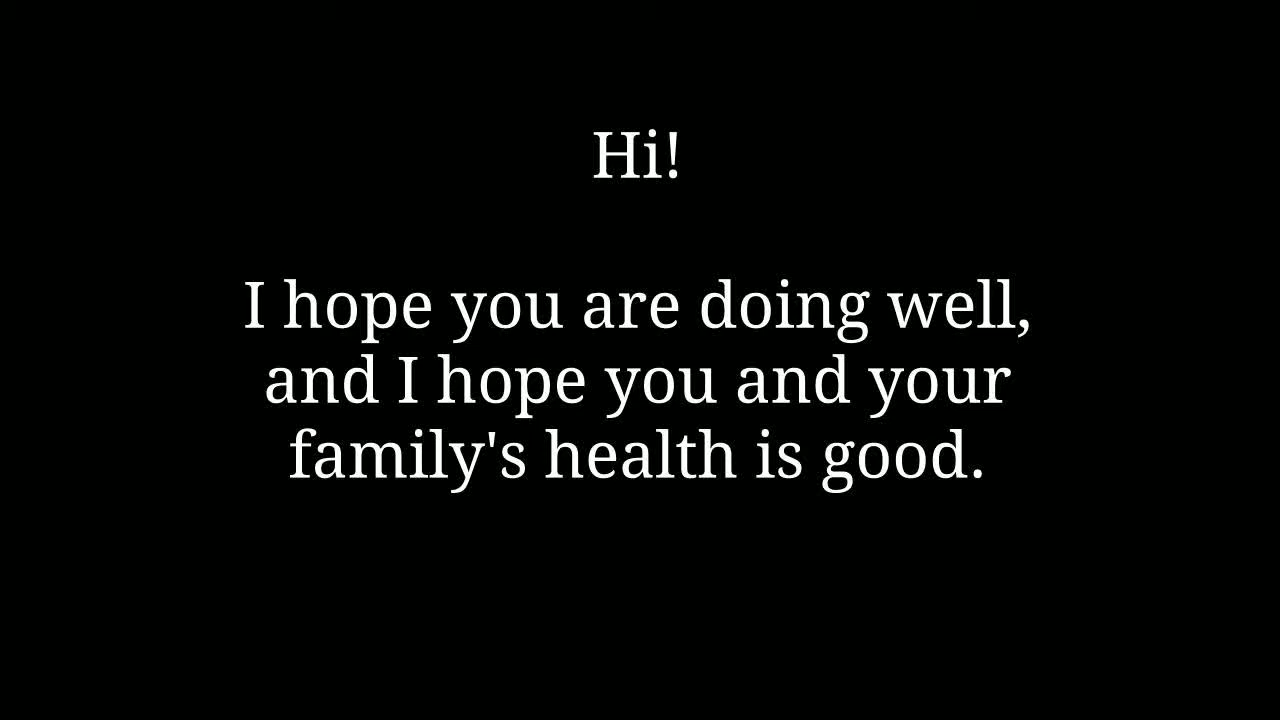 Hi!
I hope you are doing well,
and I hope you and your
family's health is good.